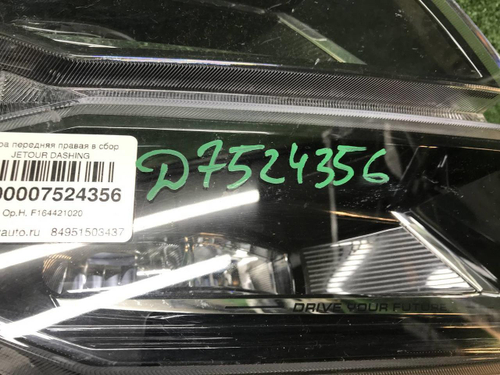 ра передняя правая в сбор
JETOUR DASHING
00007524356
Ор.Н. F164421020
auto.ru 84951503437
D7524356
DRIVE YOUR FUTURE